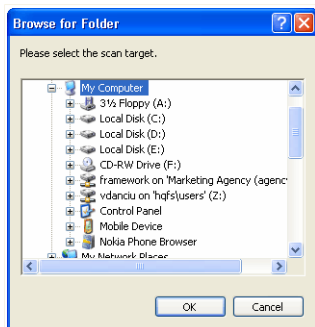 Browse for Folder
Please select the scan target.
My Computer
3½ Floppy (A:)
Local Disk (C:)
Local Disk (D:)
Local Disk (E:)
CD-RW Drive (F:)
framework on 'Marketing Agency (agenc
vdanciu on 'hqfs\users' (Z:)
Control Panel
Mobile Device
Nokia Phone Browser
My Network Places
OK
Cancel